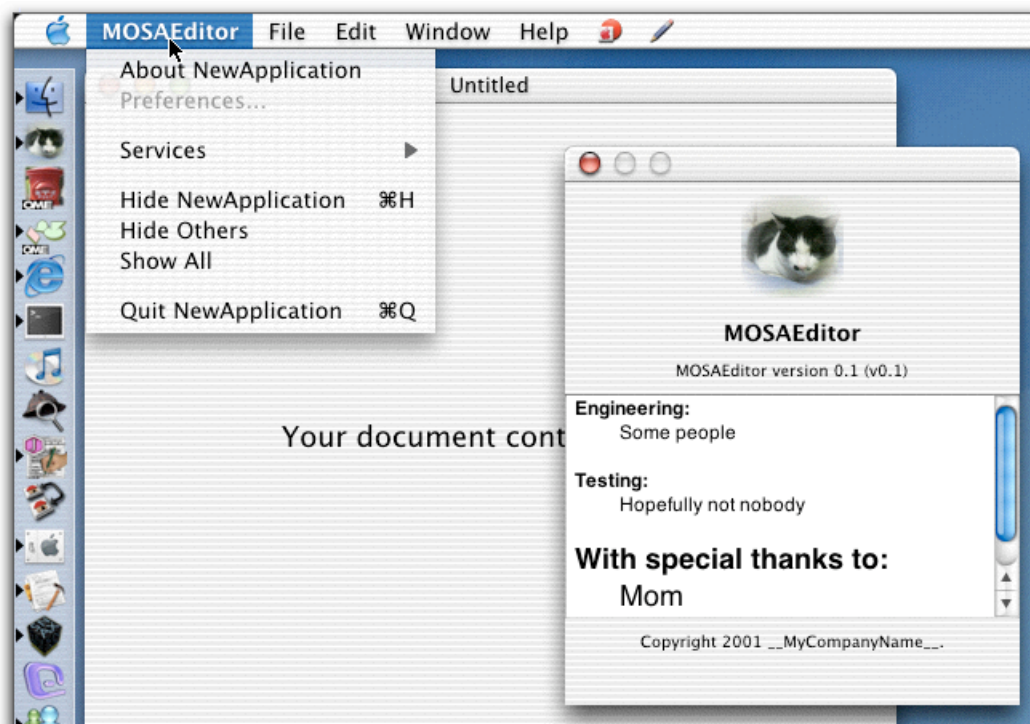 MOSAEditor File Edit Window Help
About NewApplication
Preferences...
Services
Hide NewApplication ⌘H
Hide Others
Show All
Quit NewApplication ⌘Q
Untitled
Your document cont
MOSAEditor
MOSAEditor version 0.1 (v0.1)
Engineering:
Some people
Testing:
Hopefully not nobody
With special thanks to:
Mom
Copyright 2001 __MyCompanyName__.
OME
OME